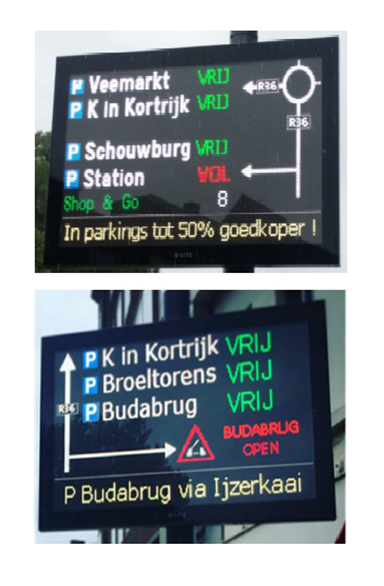 P Veemarkt VRIJ
P K in Kortrijk VRIJ
R36
R36
P Schouwburg VRIJ
P Station VOL
Shop & Go 8
In parkings tot 50% goedkoper !
P K in Kortrijk VRIJ
P Broeltorens VRIJ
R36
P Budabrug VRIJ
BUDABRUG
OPEN
P Budabrug via Ijzerkaai